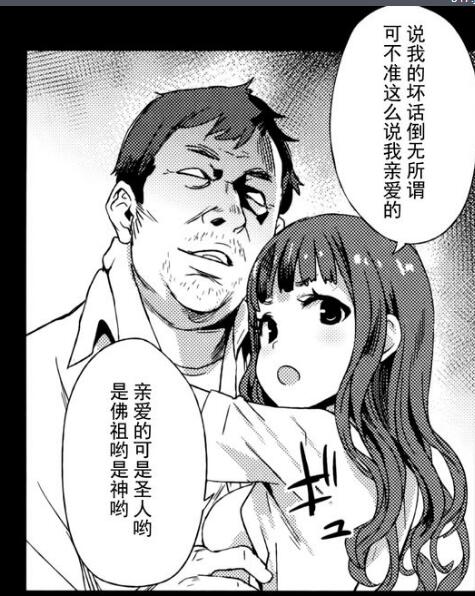 说我的坏话倒无所谓
可不准这么说我亲爱的
亲爱的可是圣人哟
是佛祖哟是神哟
ギュ